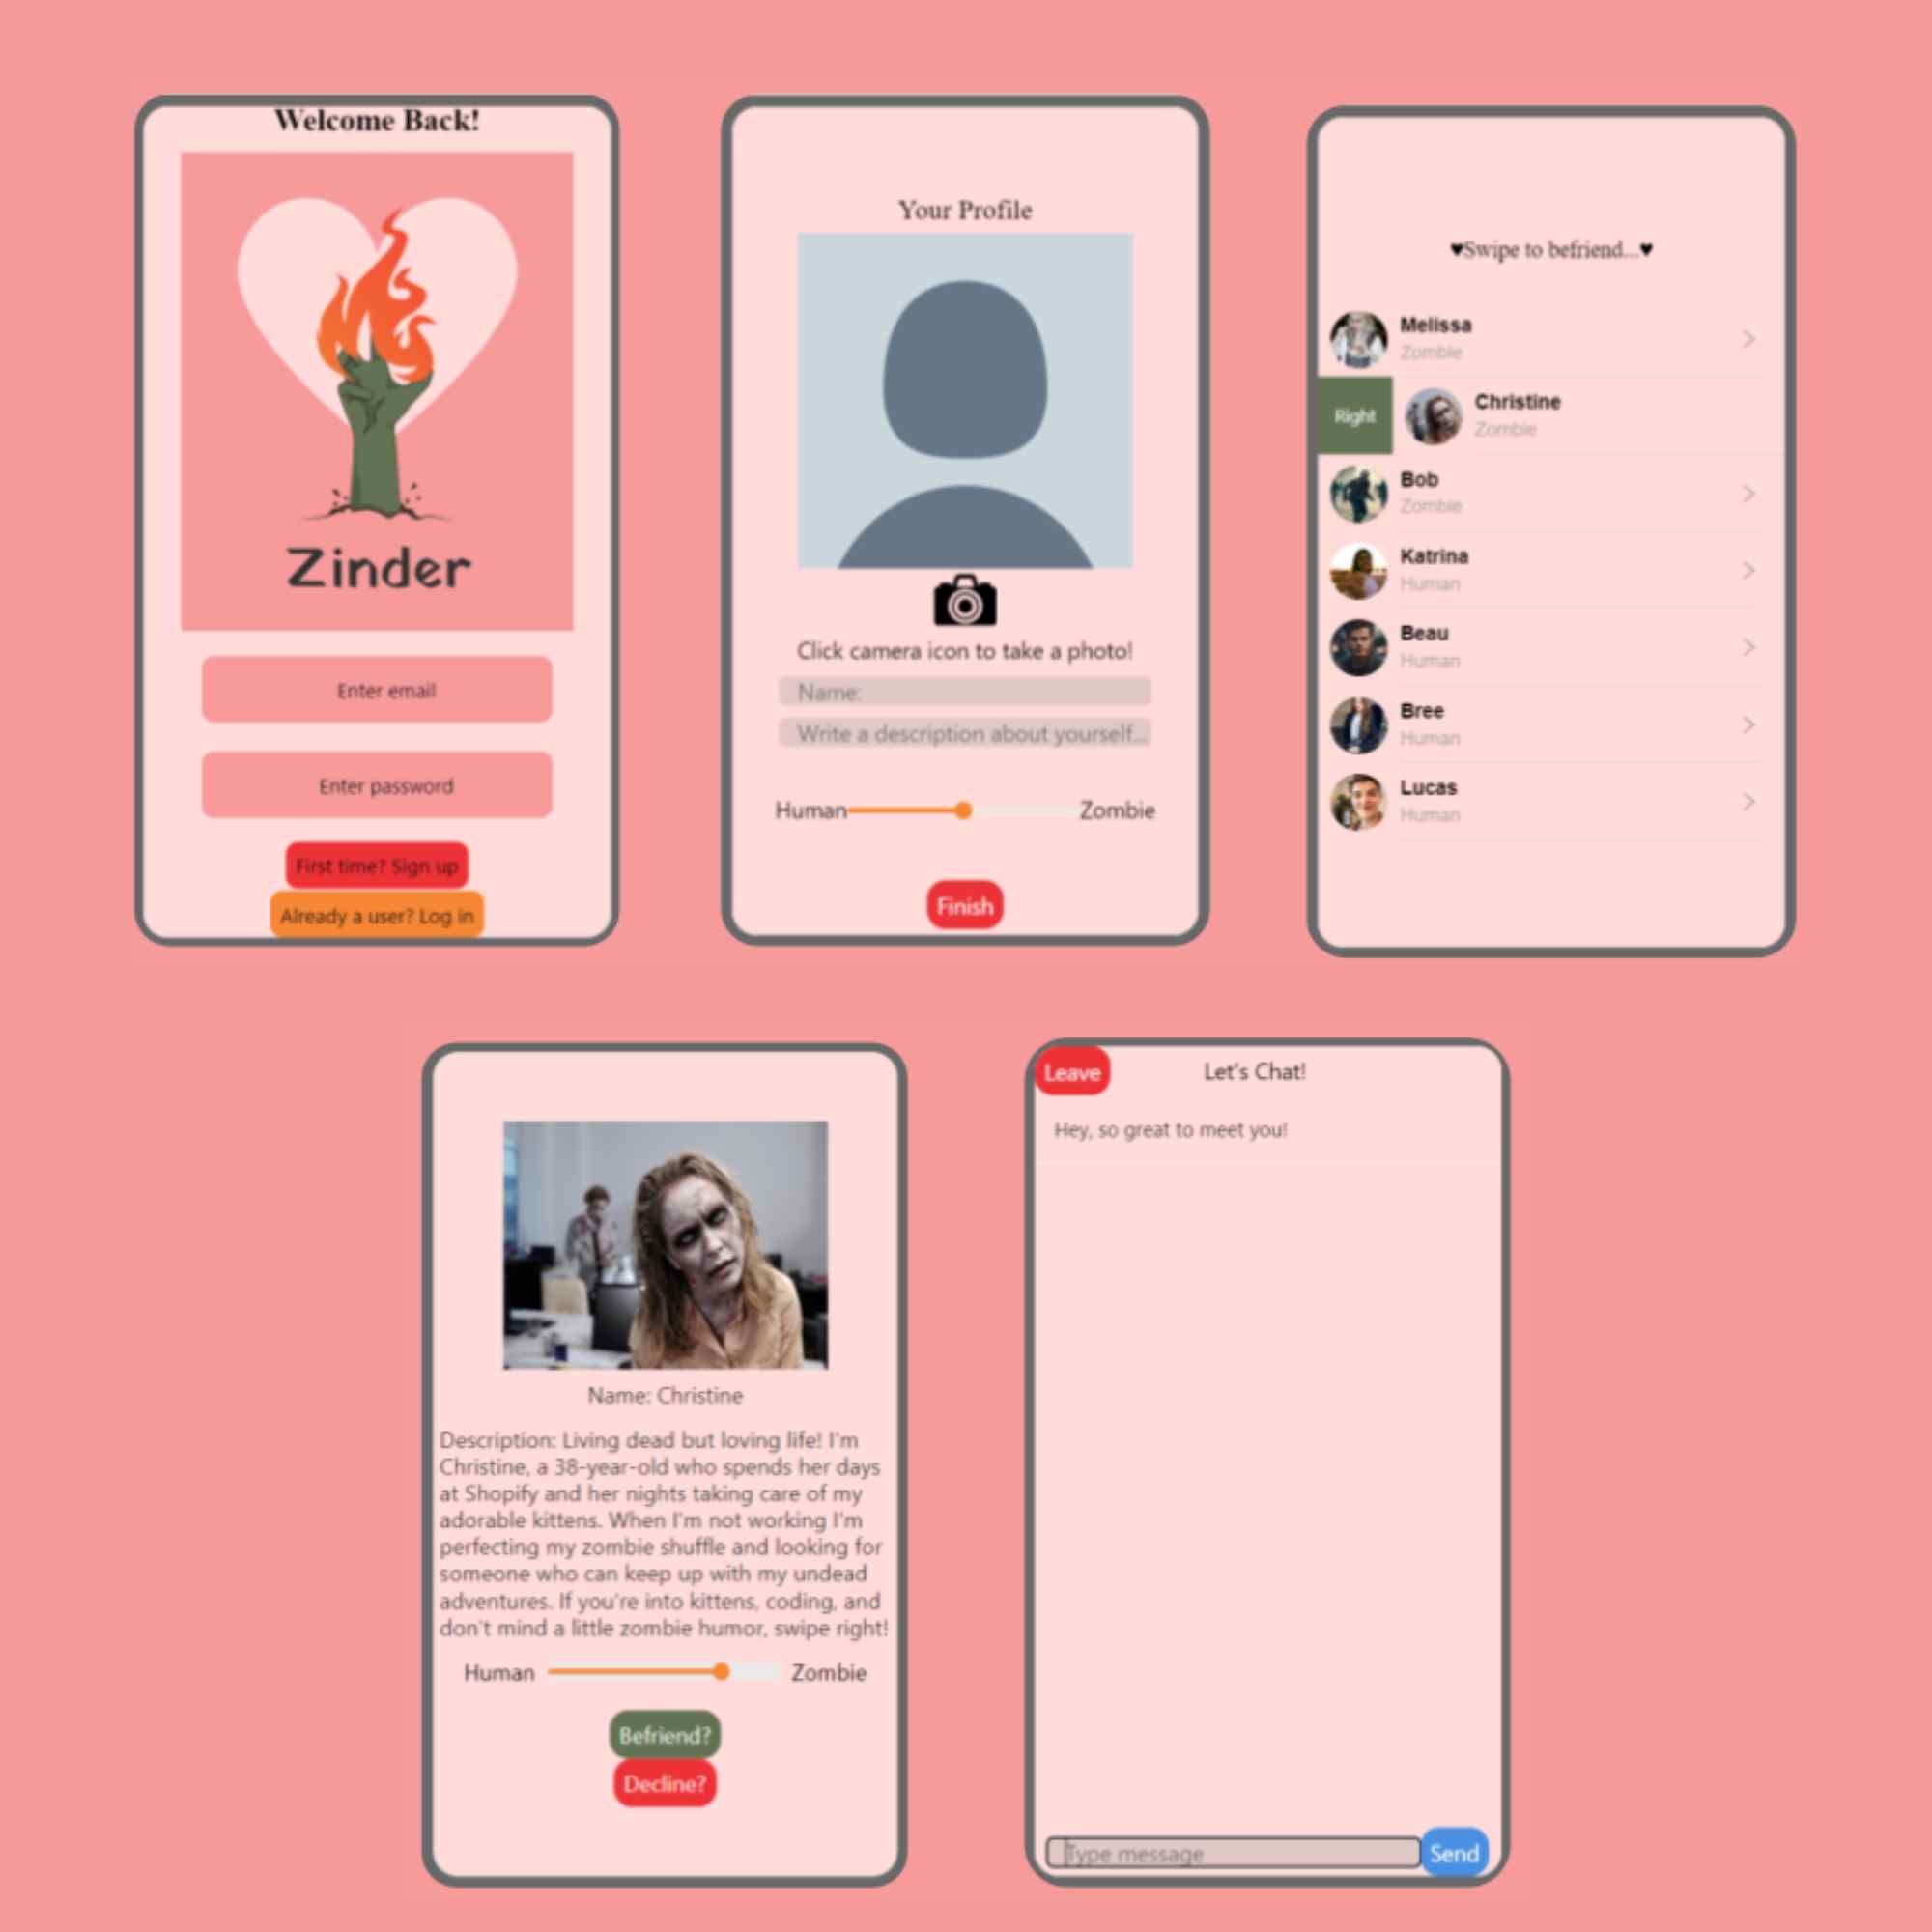 Welcome Back!
Zinder
Enter email
Enter password
First time? Sign up
Already a user? Log in
Your Profile
Click camera icon to take a photo!
Name:
Write a description about yourself...
Human Zombie
Finish
♥Swipe to befriend...♥
Melissa
Zombie
Right
Christine
Zombie
Bob
Zombie
Katrina
Human
Beau
Human
Bree
Human
Lucas
Human
Name: Christine
Description: Living dead but loving life! I'm
Christine, a 38-year-old who spends her days
at Shopify and her nights taking care of my
adorable kittens. When I'm not working I'm
perfecting my zombie shuffle and looking for
someone who can keep up with my undead
adventures. If you're into kittens, coding, and
don't mind a little zombie humor, swipe right!
Human Zombie
Befriend?
Decline?
Leave
Let's Chat!
Hey, so great to meet you!
Type message
Send